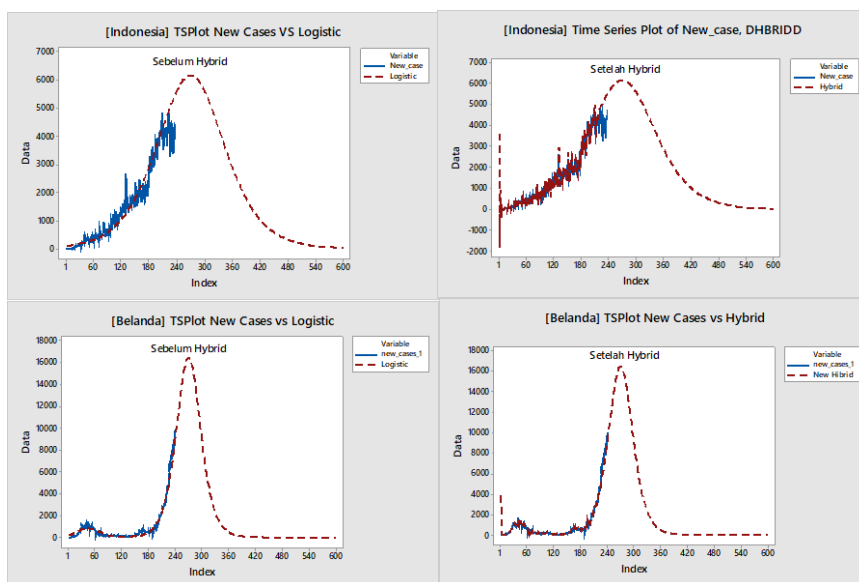 [Indonesia] TSPlot New Cases VS Logistic
Sebelum Hybrid
Variable
New_case
Logistic
Data
7000
6000
5000
4000
3000
2000
1000
0
1 60 120 180 240 300 360 420 480 540 600
Index
[Indonesia] Time Series Plot of New_case, DHBRIDD
Setelah Hybrid
Variable
New_case
Hybrid
Data
7000
6000
5000
4000
3000
2000
1000
0
-1000
-2000
1 60 120 180 240 300 360 420 480 540 600
Index
[Belanda] TSPlot New Cases vs Logistic
Sebelum Hybrid
Variable
new_cases_1
Logistic
Data
18000
16000
14000
12000
10000
8000
6000
4000
2000
0
1 60 120 180 240 300 360 420 480 540 600
Index
[Belanda] TSPlot New Cases vs Hybrid
Setelah Hybrid
Variable
new_cases_1
New Hibrid
Data
18000
16000
14000
12000
10000
8000
6000
4000
2000
0
1 60 120 180 240 300 360 420 480 540 600
Index